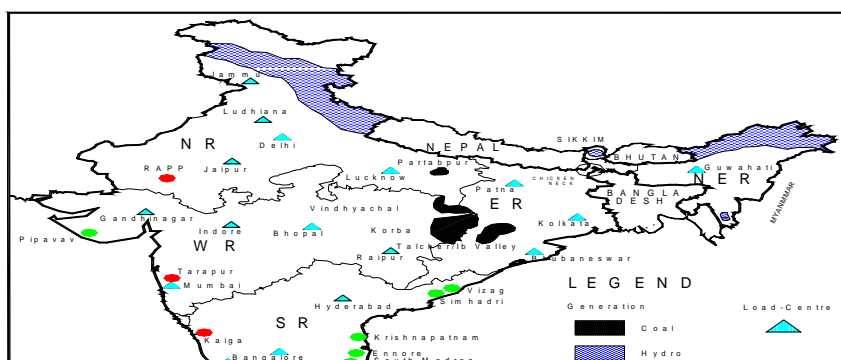 Jammu
Ludhiana
NR
Delhi
NEPAL
SIKKIM
BHUTAN
RAPP
Jaipur
Lucknow
Partabpur
Patna
CHICKEN
NECK
Guwahati
NER
BANGLA
DESH
MYANMMAR
ER
Gandhinagar
Vindhyachal
Kolkata
Pipavav
WR
Indore
Bhopal
Korba
Raipur
Talcher/Ib Valley
Bhubaneswar
Tarapur
Mumbai
Hyderabad
Vizag
Simhadri
SR
Kaiga
Krishnapatnam
Ennore
Bangalore
LEGEND
Generation
Load-Centre
Coal
Hydro